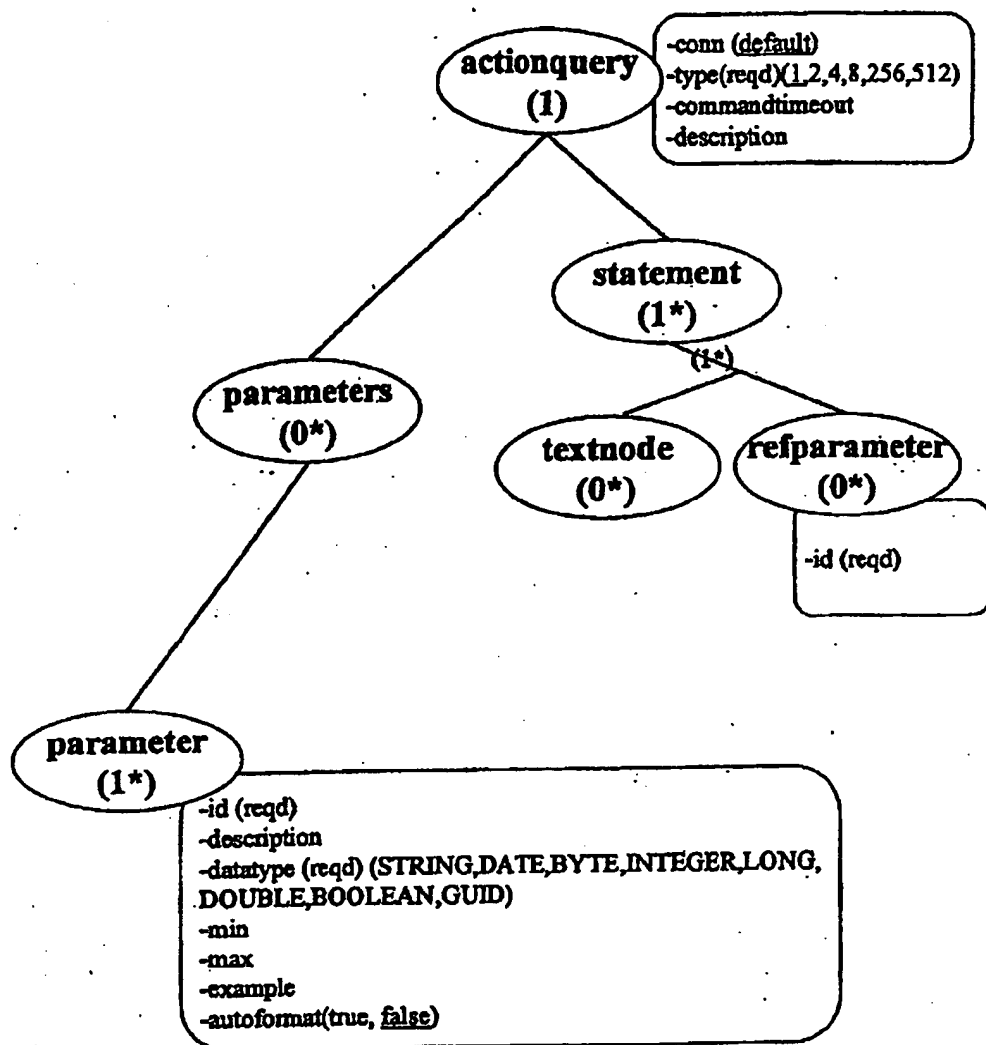 actionquery
(1)
-conn (default)
-type(reqd)(1,2,4,8,256,512)
-commandtimeout
-description
statement
(1*)
(1*)
parameters
(0*)
textnode
(0*)
refparameter
(0*)
-id (reqd)
parameter
(1*)
-id (reqd)
-description
-datatype (reqd) (STRING,DATE,BYTE,INTEGER,LONG,
DOUBLE,BOOLEAN,GUID)
-min
-max
-example
-autoformat(true, false)